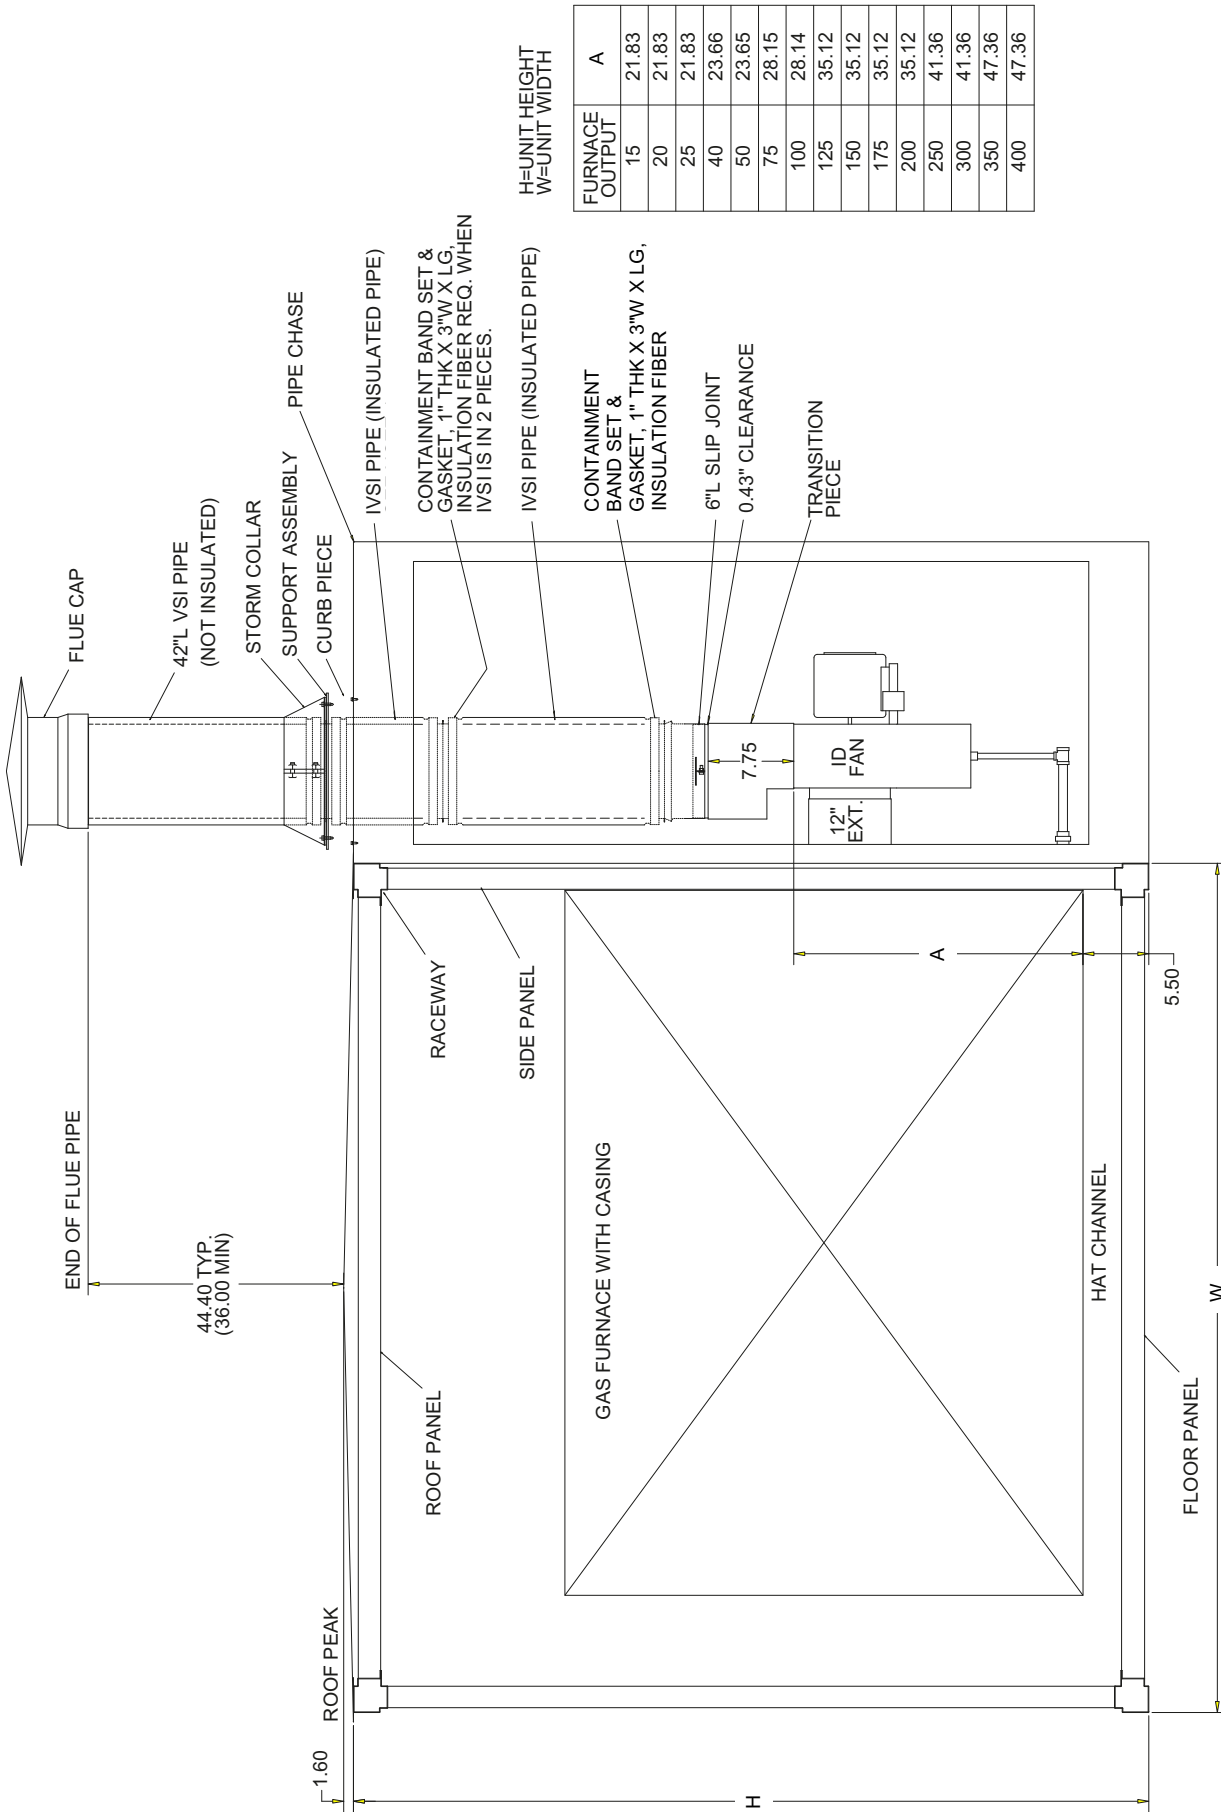 FLUE CAP
42"L VSI PIPE
(NOT INSULATED)
STORM COLLAR
SUPPORT ASSEMBLY
CURB PIECE
PIPE CHASE
IVSI PIPE (INSULATED PIPE)
CONTAINMENT BAND SET &
GASKET, 1" THK X 3"W X LG,
INSULATION FIBER REQ. WHEN
IVSI IS IN 2 PIECES.
IVSI PIPE (INSULATED PIPE)
CONTAINMENT
BAND SET &
GASKET, 1" THK X 3"W X LG,
INSULATION FIBER
6"L SLIP JOINT
0.43" CLEARANCE
TRANSITION
PIECE
H=UNIT HEIGHT
W=UNIT WIDTH
FURNACE
OUTPUT
A
15 21.83
20 21.83
25 21.83
40 23.66
50 23.65
75 28.15
100 28.14
125 35.12
150 35.12
175 35.12
200 35.12
250 41.36
300 41.36
350 47.36
400 47.36
END OF FLUE PIPE
44.40 TYP.
(36.00 MIN)
7.75
ID
FAN
12"
EXT.
RACEWAY
SIDE PANEL
A
5.50
ROOF PEAK
1.60
ROOF PANEL
GAS FURNACE WITH CASING
HAT CHANNEL
FLOOR PANEL
H
W